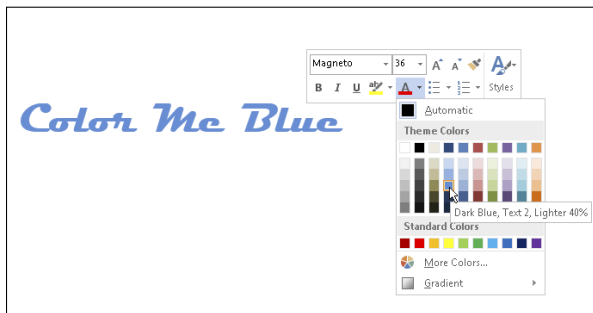 Magneto 36 A A A
B I U aby A Styles
Automatic
Color Me Blue
Theme Colors
Dark Blue, Text 2, Lighter 40%
Standard Colors
More Colors...
Gradient